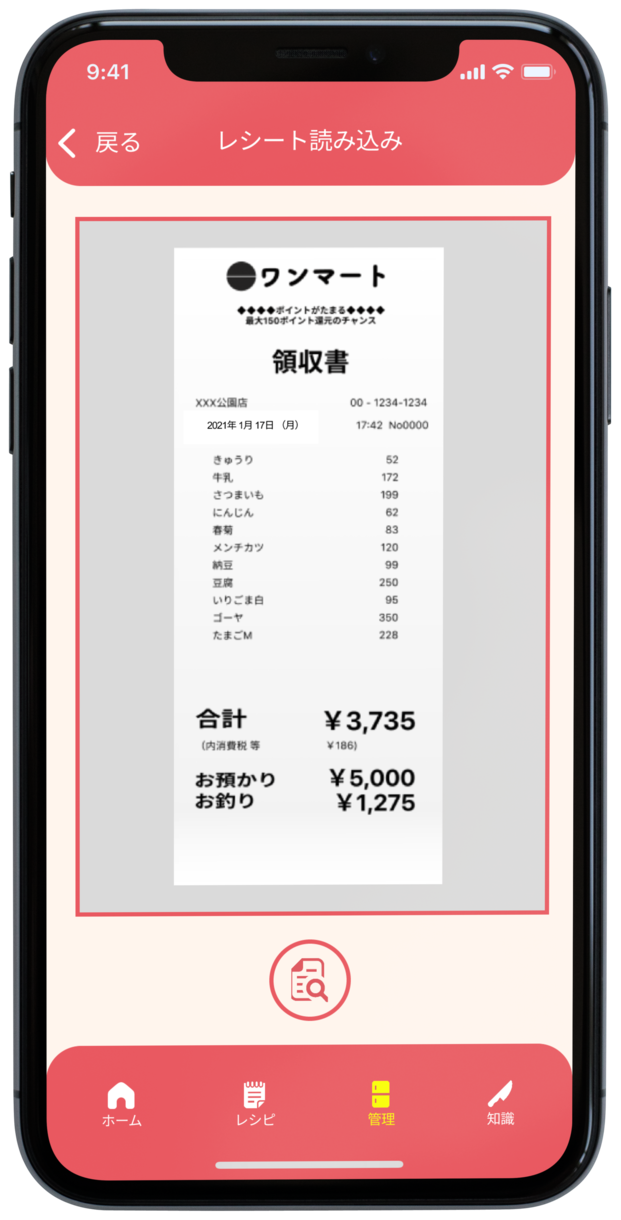 9:41
戻る レシート読み込み
ワンマート
◆◆◆◆ポイントがたまる◆◆◆◆
最大150ポイント還元のチャンス
領収書
XXX公園店 00 - 1234-1234
2021年 1月 17日 （月） 17:42 No0000
きゅうり 52
牛乳 172
さつまいも 199
にんじん 62
春菊 83
メンチカツ 120
納豆 99
豆腐 250
いりごま白 95
ゴーヤ 350
たまごM 228
合計 ￥3,735
（内消費税 等 ￥186)
お預かり ￥5,000
お釣り ￥1,275
ホーム レシピ 管理 知識